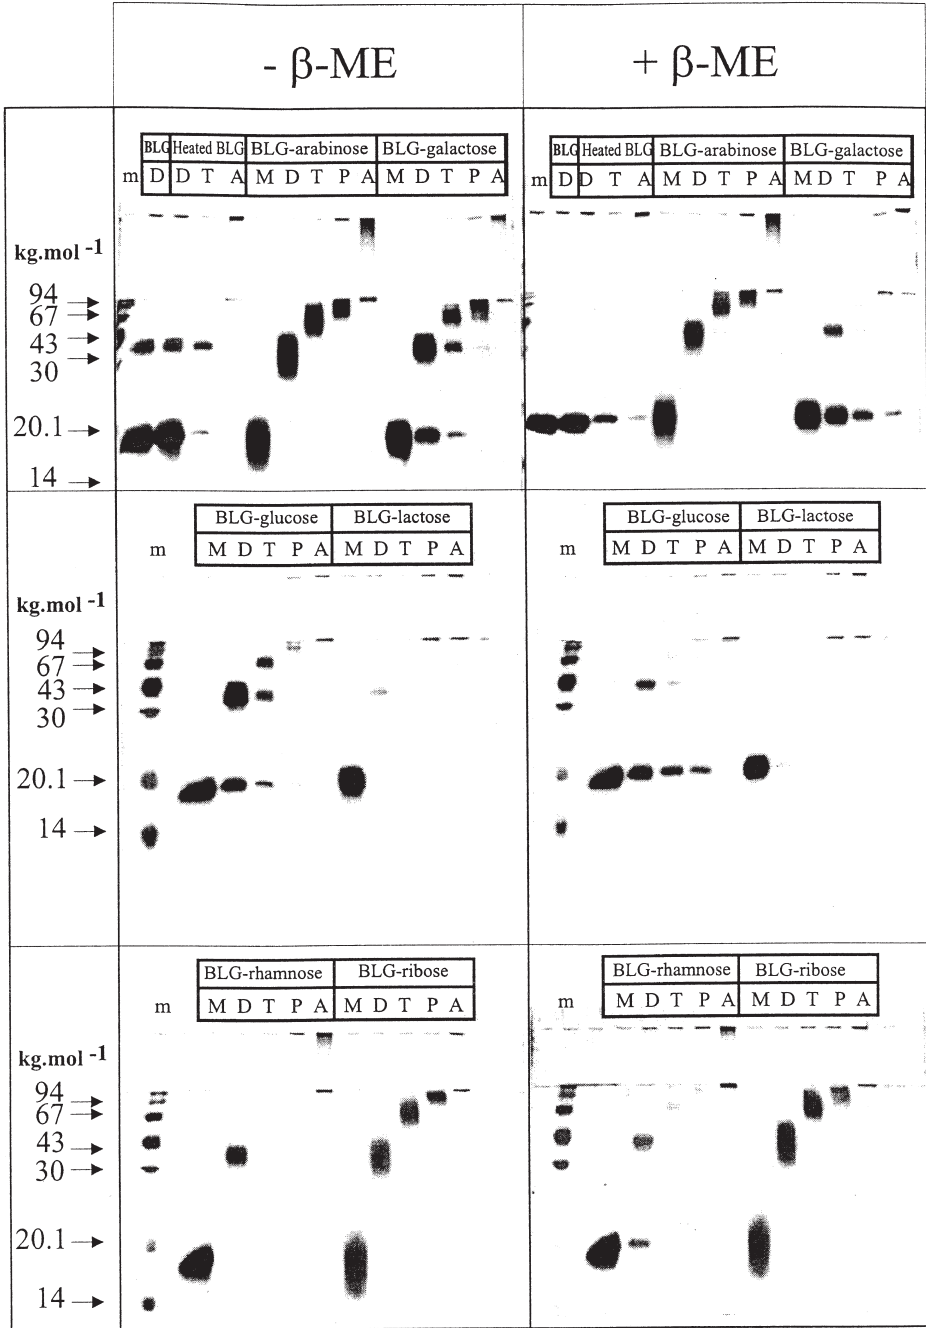 - β-ME + β-ME
BLG Heated BLG BLG-arabinose BLG-galactose BLG Heated BLG BLG-arabinose BLG-galactose
m D D T A M D T P A M D T P A m D D T A M D T P A M D T P A
kg.mol -1
94
67
43
30
20.1
14
BLG-glucose BLG-lactose BLG-glucose BLG-lactose
m M D T P A M D T P A m M D T P A M D T P A
kg.mol -1
94
67
43
30
20.1
14
BLG-rhamnose BLG-ribose BLG-rhamnose BLG-ribose
m M D T P A M D T P A m M D T P A M D T P A
kg.mol -1
94
67
43
30
20.1
14